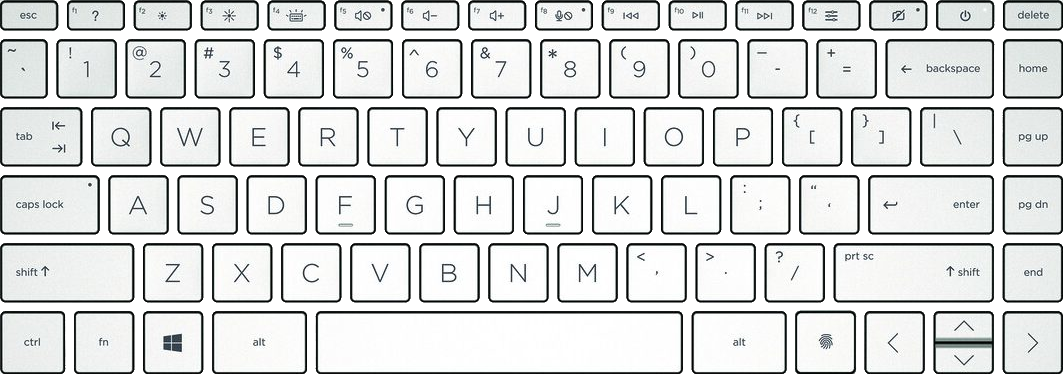 esc f1 ? f2 f3 f4 f5 f6 f7 f8 f9 f10 f11 f12 delete
~ ` ! 1 @ 2 # 3 $ 4 % 5 ^ 6 & 7 * 8 ( 9 ) 0 — - + = ← backspace home
tab Q W E R T Y U I O P { [ } ] | \ pg up
caps lock A S D F G H J K L : ; “ ‘ enter pg dn
shift ↑ Z X C V B N M < , > . ? / prt sc ↑ shift end
ctrl fn alt alt